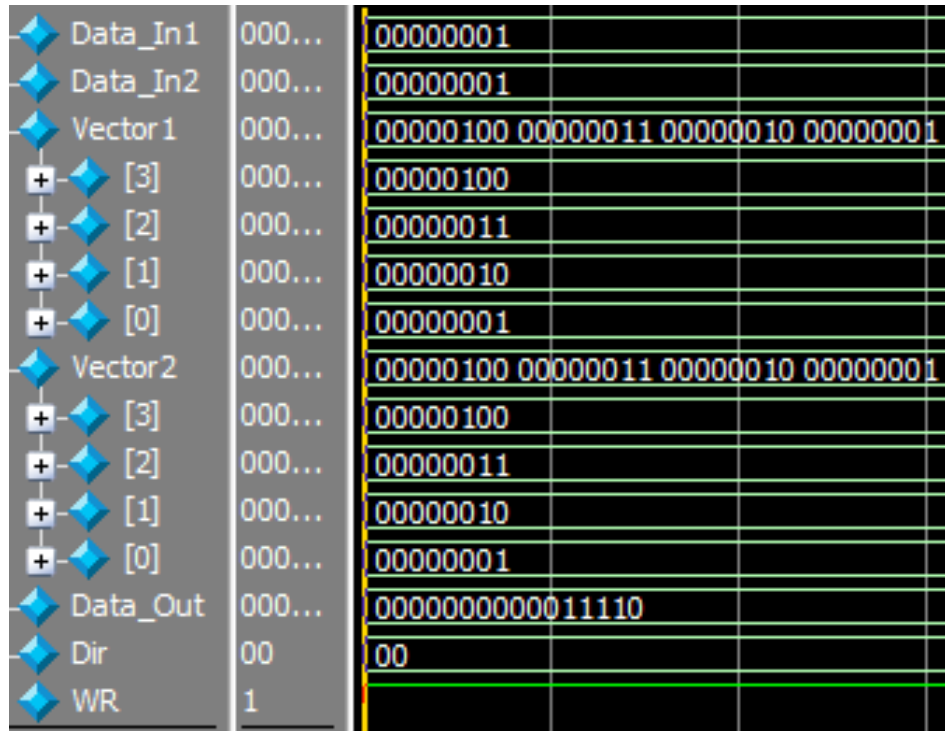 Data_In1 000... 00000001
Data_In2 000... 00000001
Vector1 000... 00000100 00000011 00000010 00000001
[3] 000... 00000100
[2] 000... 00000011
[1] 000... 00000010
[0] 000... 00000001
Vector2 000... 00000100 00000011 00000010 00000001
[3] 000... 00000100
[2] 000... 00000011
[1] 000... 00000010
[0] 000... 00000001
Data_Out 000... 0000000000011110
Dir 00 00
WR 1